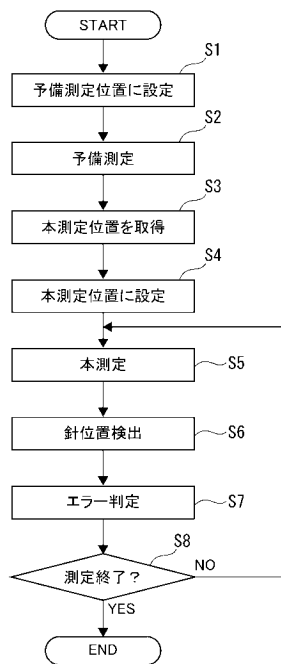 START
S1
予備測定位置に設定
S2
予備測定
S3
本測定位置を取得
S4
本測定位置に設定
本測定
S5
針位置検出
S6
エラー判定
S7
S8
測定終了?
NO
YES
END